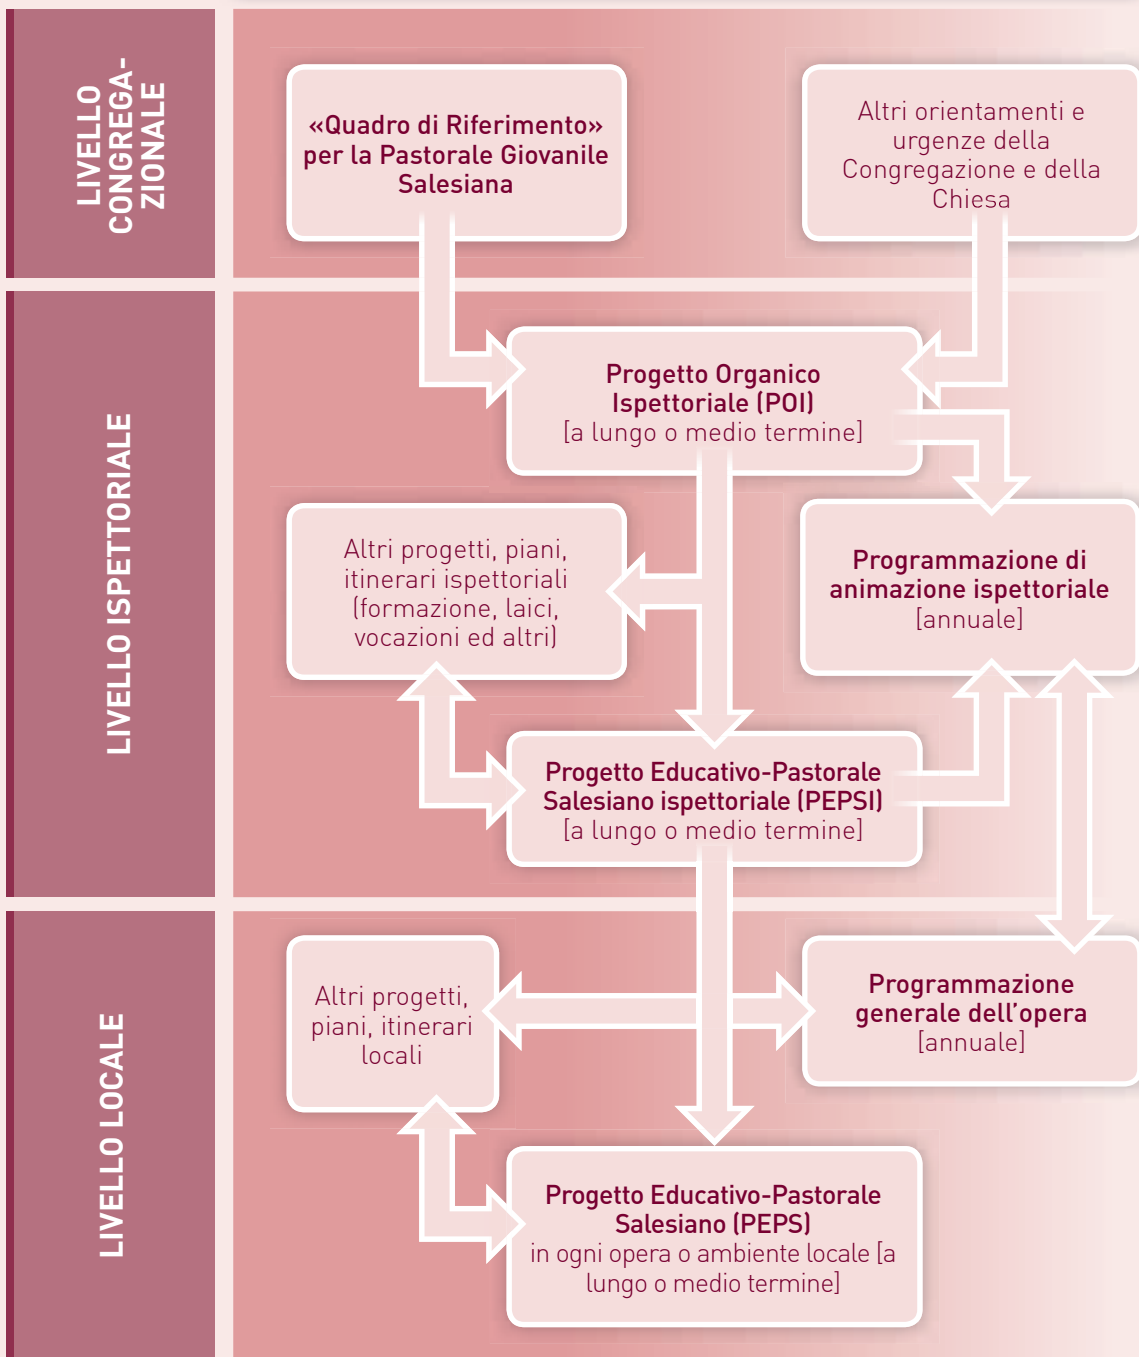 LIVELLO
CONGREGA-
ZIONALE
«Quadro di Riferimento»
per la Pastorale Giovanile
Salesiana
Altri orientamenti e
urgenze della
Congregazione e della
Chiesa
LIVELLO ISPETTORIALE
Progetto Organico
Ispettoriale (POI)
[a lungo o medio termine]
Altri progetti, piani,
itinerari ispettoriali
(formazione, laici,
vocazioni ed altri)
Programmazione di
animazione ispettoriale
[annuale]
Progetto Educativo-Pastorale
Salesiano ispettoriale (PEPSI)
[a lungo o medio termine]
LIVELLO LOCALE
Altri progetti,
piani, itinerari
locali
Programmazione
generale dell’opera
[annuale]
Progetto Educativo-Pastorale
Salesiano (PEPS)
in ogni opera o ambiente locale [a
lungo o medio termine]